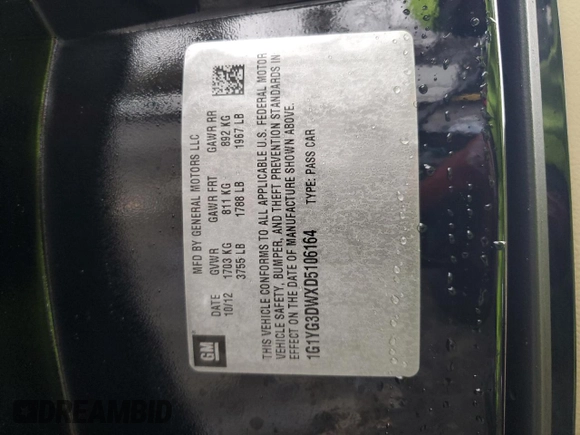 GM
MFD BY GENERAL MOTORS LLC
DATE GVWR GAWR FRT GAWR RR
10/12 1703 KG 811 KG 892 KG
3755 LB 1788 LB 1967 LB
THIS VEHICLE CONFORMS TO ALL APPLICABLE U.S. FEDERAL MOTOR
VEHICLE SAFETY, BUMPER, AND THEFT PREVENTION STANDARDS IN
EFFECT ON THE DATE OF MANUFACTURE SHOWN ABOVE.
1G1YG3DWXD5106164 TYPE: PASS CAR
DREAMBID